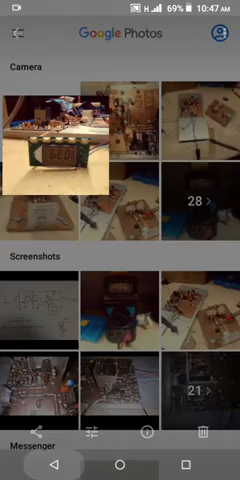 H 69% 10:47 AM
Google Photos
Camera
28 >
Screenshots
21 >
Messenger